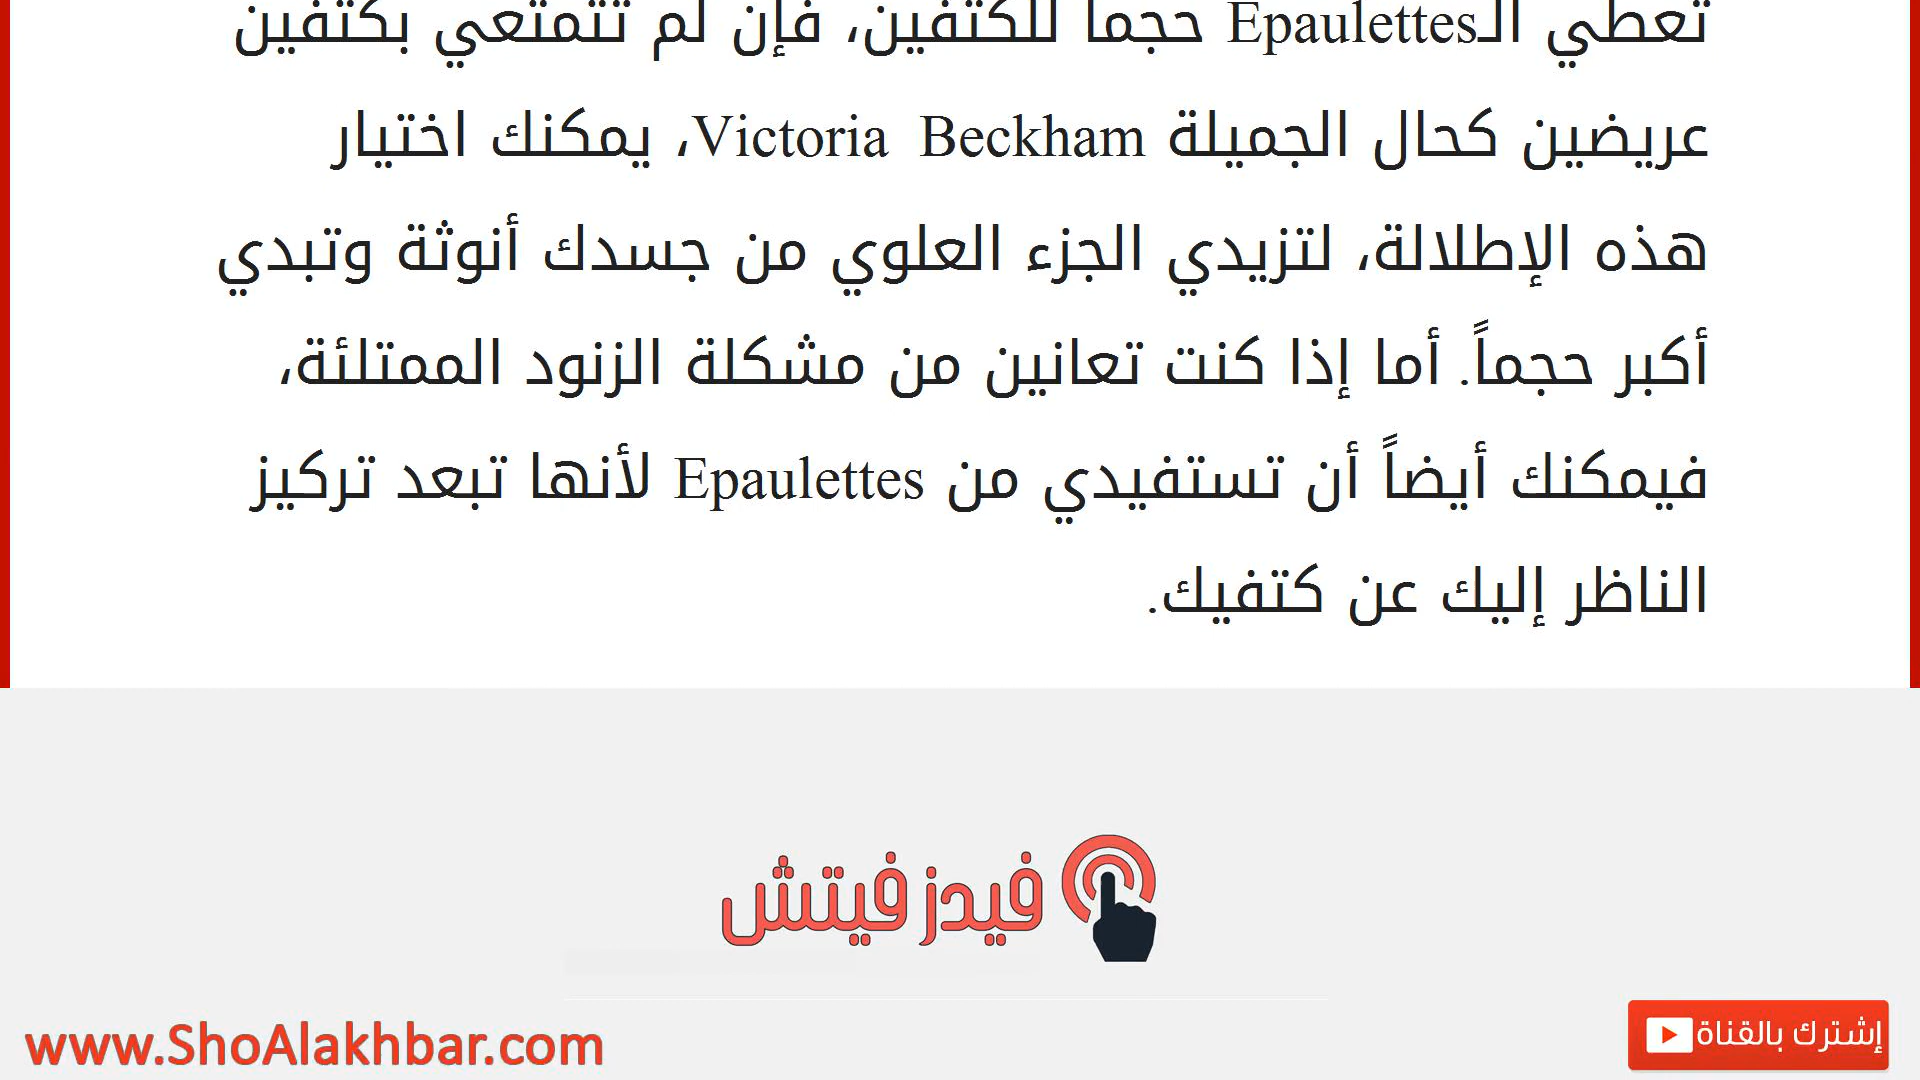 تعطي الـEpaulettes حجما للكتفين، فإن لم تتمتعي بكتفين
عريضين كحال الجميلة Victoria Beckham، يمكنك اختيار
هذه الإطلالة، لتزيدي الجزء العلوي من جسدك أنوثة وتبدي
أكبر حجماً. أما إذا كنت تعانين من مشكلة الزنود الممتلئة،
فيمكنك أيضاً أن تستفيدي من Epaulettes لأنها تبعد تركيز
الناظر إليك عن كتفيك.
فيدز فيتش
www.ShoAlakhbar.com
إشترك بالقناة